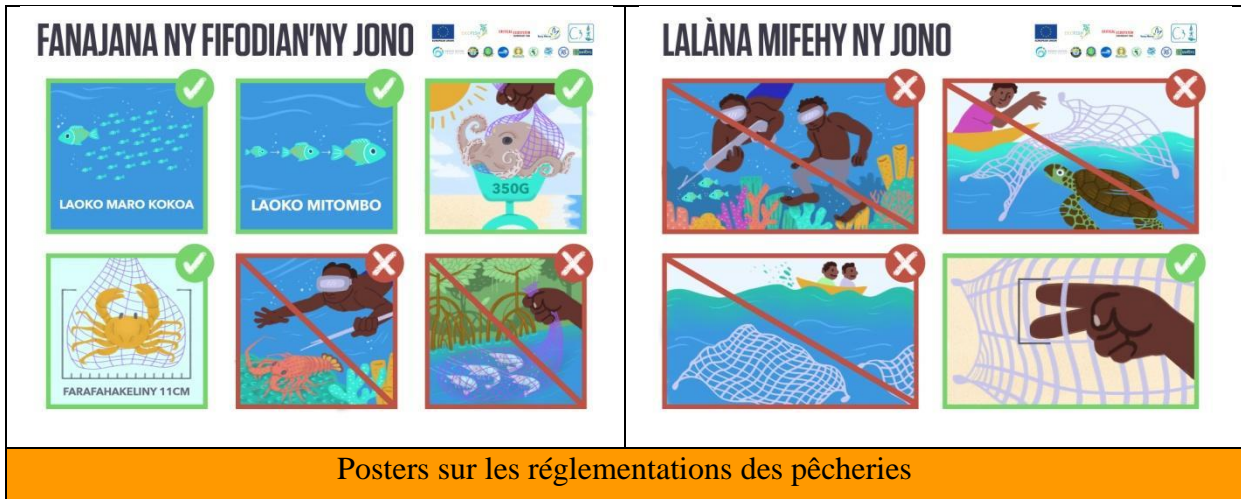 FANAJANA NY FIFODIAN'NY JONO
LAOKO MARO KOKOA
LAOKO MITOMBO
350G
FARAFAHAKELINY 11CM
LALÀNA MIFEHY NY JONO
Posters sur les réglementations des pêcheries